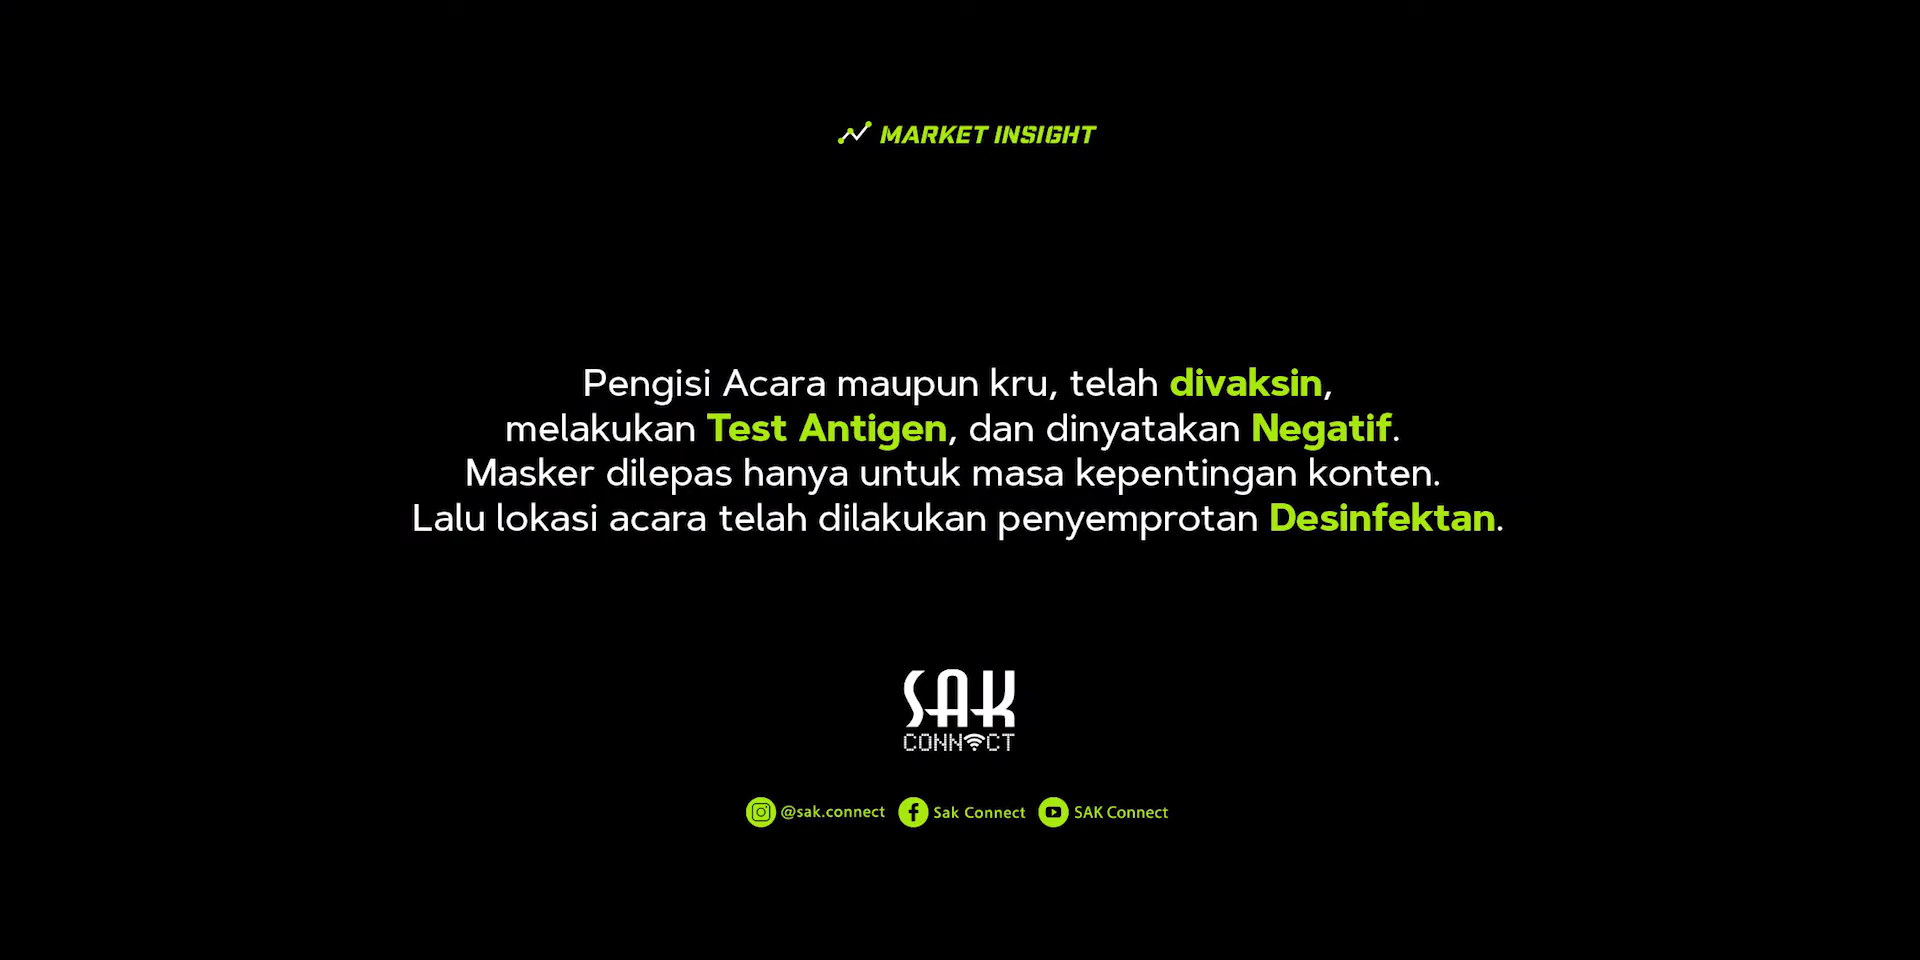 MARKET INSIGHT
Pengisi Acara maupun kru, telah divaksin,
melakukan Test Antigen, dan dinyatakan Negatif.
Masker dilepas hanya untuk masa kepentingan konten.
Lalu lokasi acara telah dilakukan penyemprotan Desinfektan.
SAK
CONNCT
@sak.connect Sak Connect SAK Connect